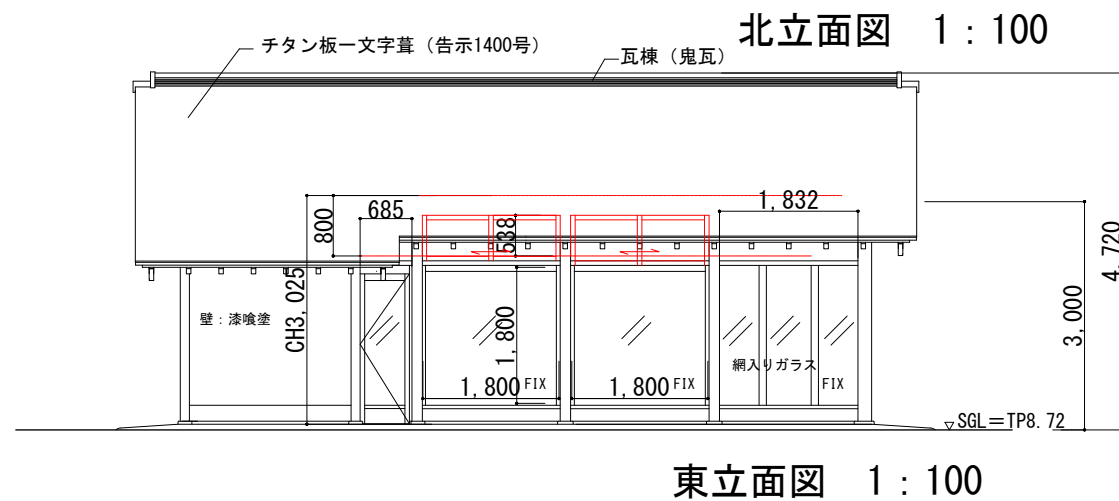 北立面図 1：100
チタン板一文字葺（告示1400号）
瓦棟（鬼瓦）
800
685
538
1,832
4,720
3,000
CH3,025
壁：漆喰塗
1,800
網入りガラス
1,800 FIX
1,800 FIX
FIX
▽SGL＝TP8.72
東立面図 1：100